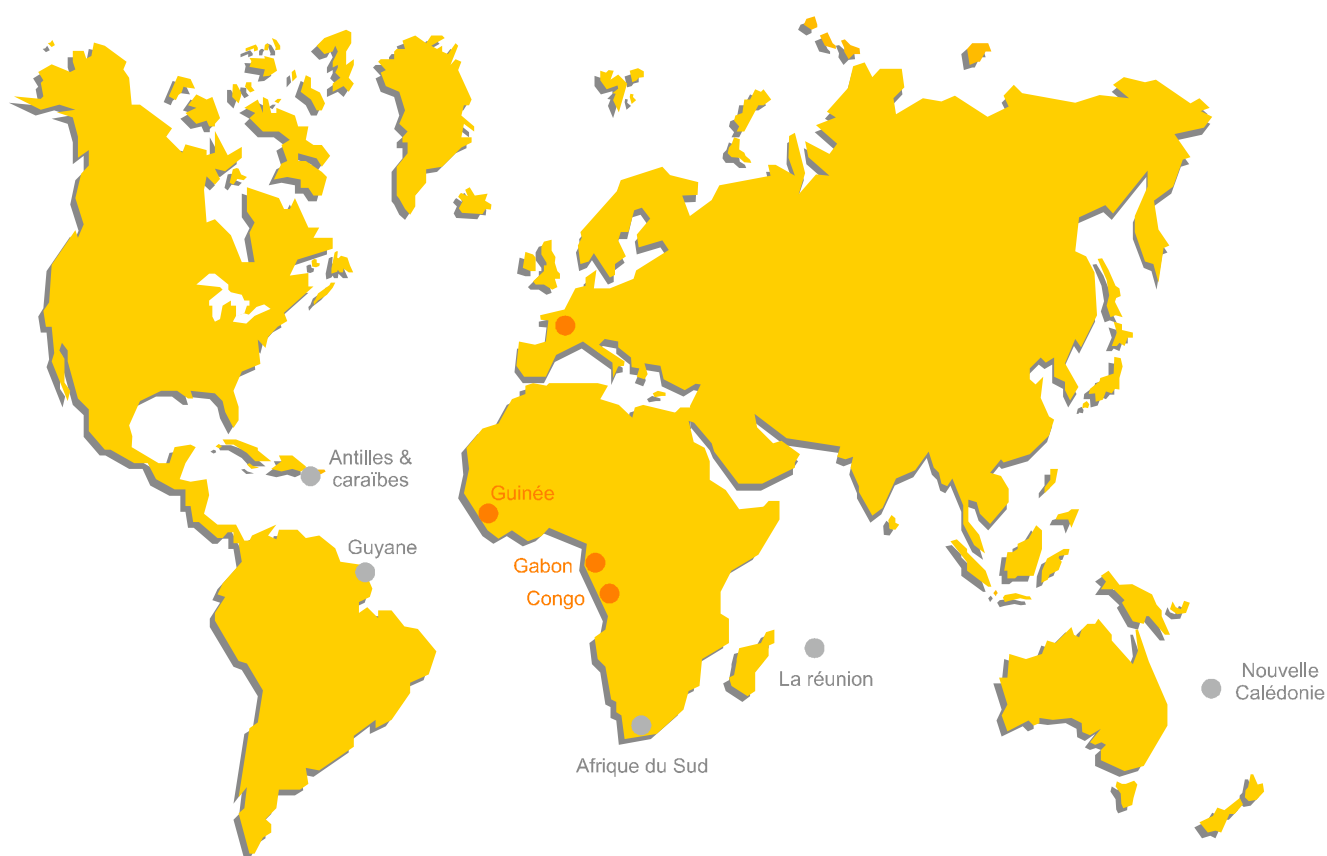 Antilles &
caraïbes
Guinée
Guyane
Gabon
Congo
La réunion
Nouvelle
Calédonie
Afrique du Sud